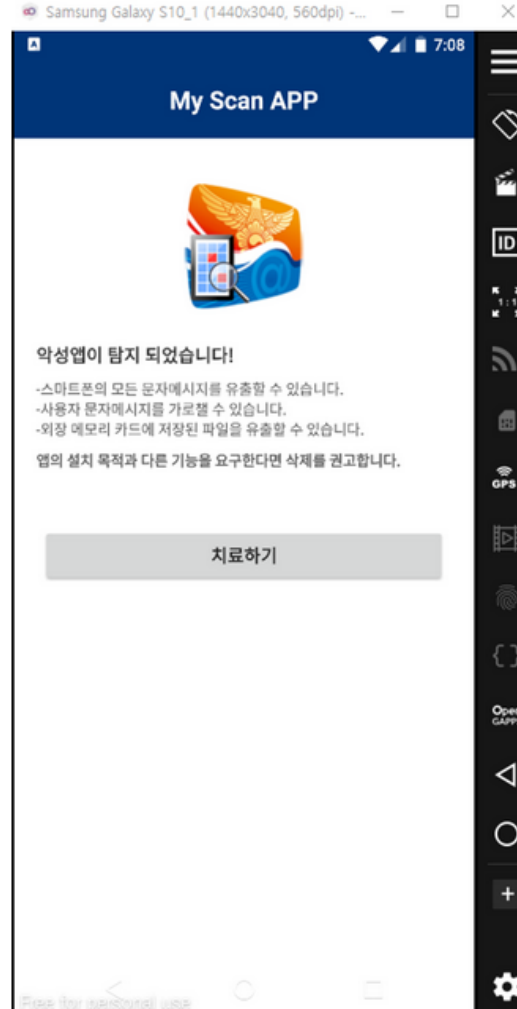 Samsung Galaxy S10_1 (1440x3040, 560dpi) -...
A
7:08
My Scan APP
@
악성앱이 탐지 되었습니다!
-스마트폰의 모든 문자메시지를 유출할 수 있습니다.
-사용자 문자메시지를 가로챌 수 있습니다.
-외장 메모리 카드에 저장된 파일을 유출할 수 있습니다.
앱의 설치 목적과 다른 기능을 요구한다면 삭제를 권고합니다.
치료하기
ID
1:1
GPS
Open
GAPP
Free for personal use